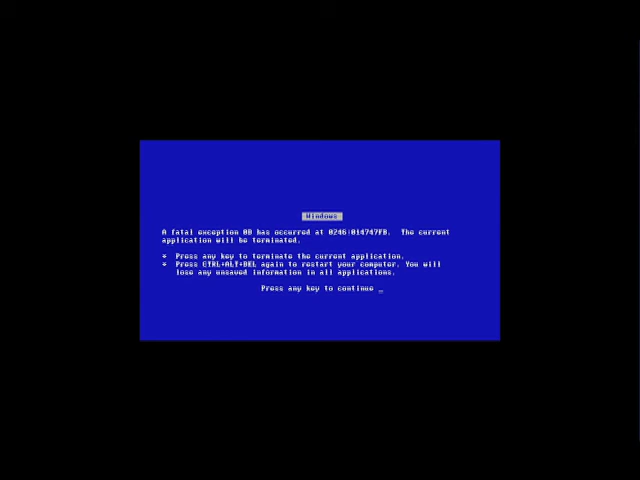 Windows
A fatal exception 0D has occurred at 0246:014747FD. The current
application will be terminated.
* Press any key to terminate the current application.
* Press CTRL+ALT+DEL again to restart your computer. You will
lose any unsaved information in all applications.
Press any key to continue _